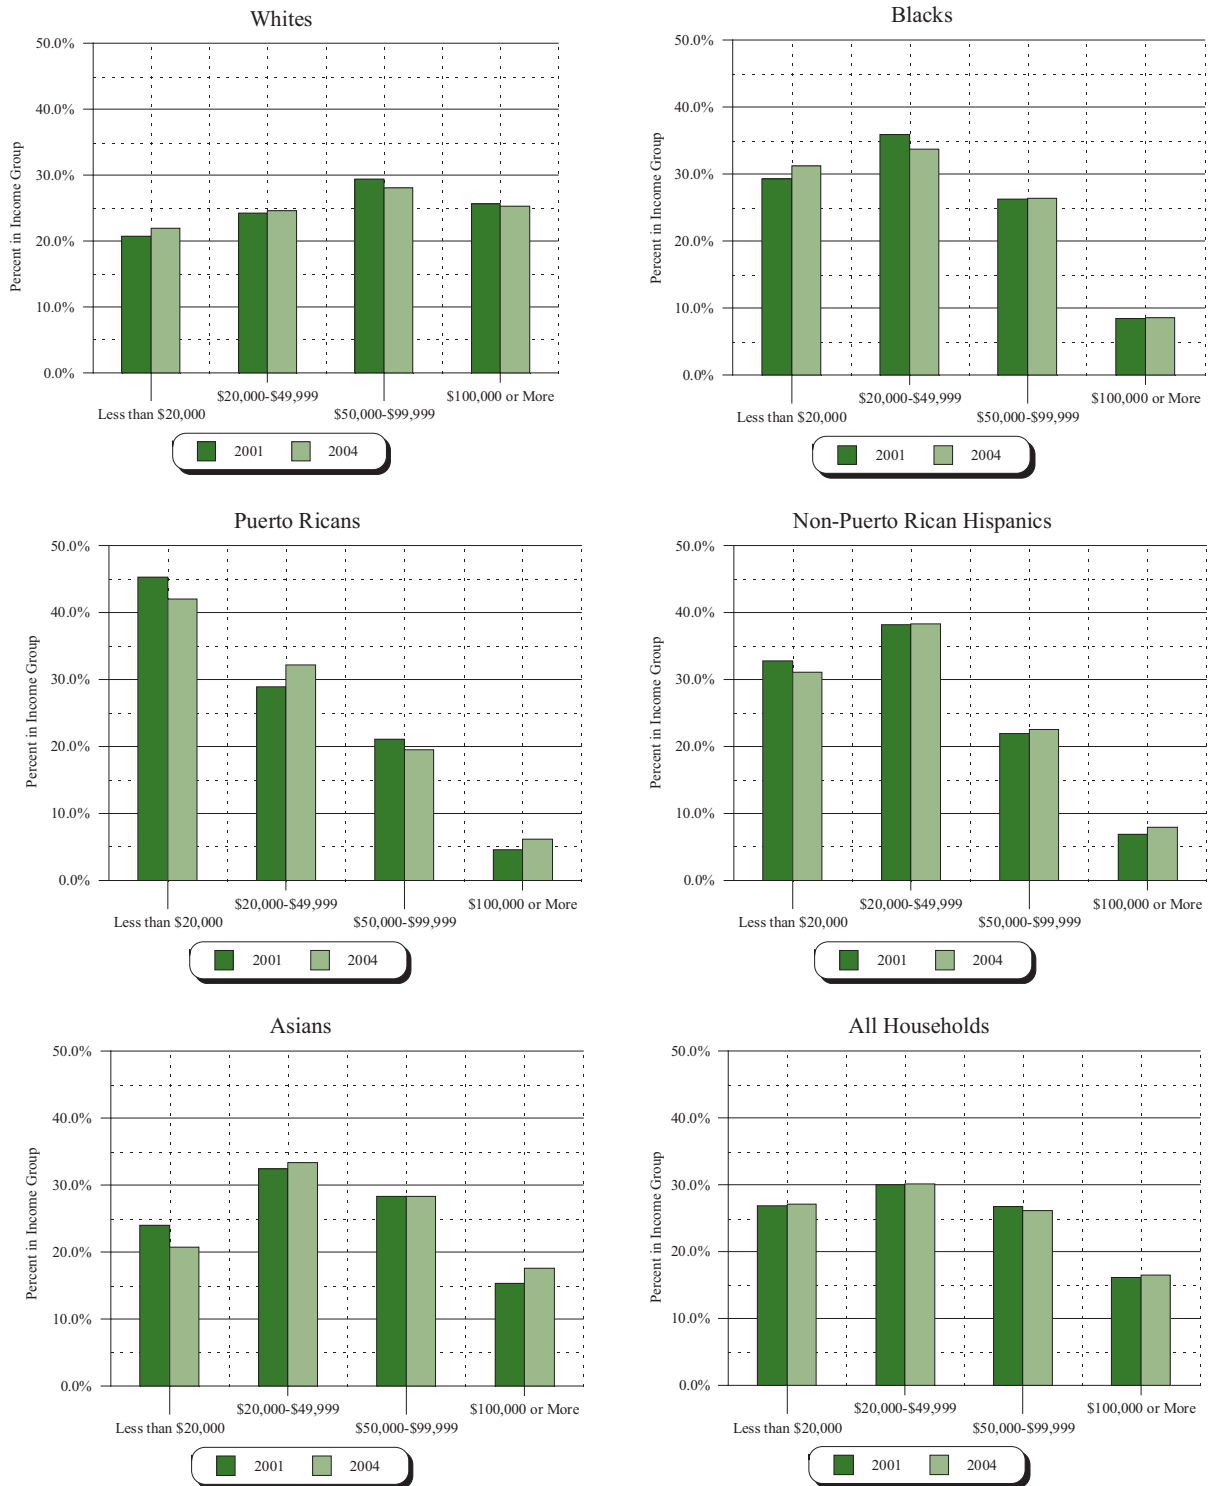 Whites
50.0%
40.0%
30.0%
20.0%
10.0%
0.0%
Percent in Income Group
$20,000-$49,999
$100,000 or More
Less than $20,000
$50,000-$99,999
2001
2004
Blacks
50.0%
40.0%
30.0%
20.0%
10.0%
0.0%
Percent in Income Group
$20,000-$49,999
$100,000 or More
Less than $20,000
$50,000-$99,999
2001
2004
Puerto Ricans
50.0%
40.0%
30.0%
20.0%
10.0%
0.0%
Percent in Income Group
$20,000-$49,999
$100,000 or More
Less than $20,000
$50,000-$99,999
2001
2004
Non-Puerto Rican Hispanics
50.0%
40.0%
30.0%
20.0%
10.0%
0.0%
Percent in Income Group
$20,000-$49,999
$100,000 or More
Less than $20,000
$50,000-$99,999
2001
2004
Asians
50.0%
40.0%
30.0%
20.0%
10.0%
0.0%
Percent in Income Group
$20,000-$49,999
$100,000 or More
Less than $20,000
$50,000-$99,999
2001
2004
All Households
50.0%
40.0%
30.0%
20.0%
10.0%
0.0%
Percent in Income Group
$20,000-$49,999
$100,000 or More
Less than $20,000
$50,000-$99,999
2001
2004